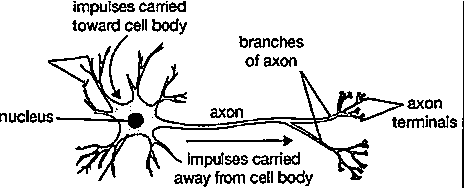 impulses carried
toward cell body
branches
of axon
nucleus
axon
axon
terminals
impulses carried
away from cell body